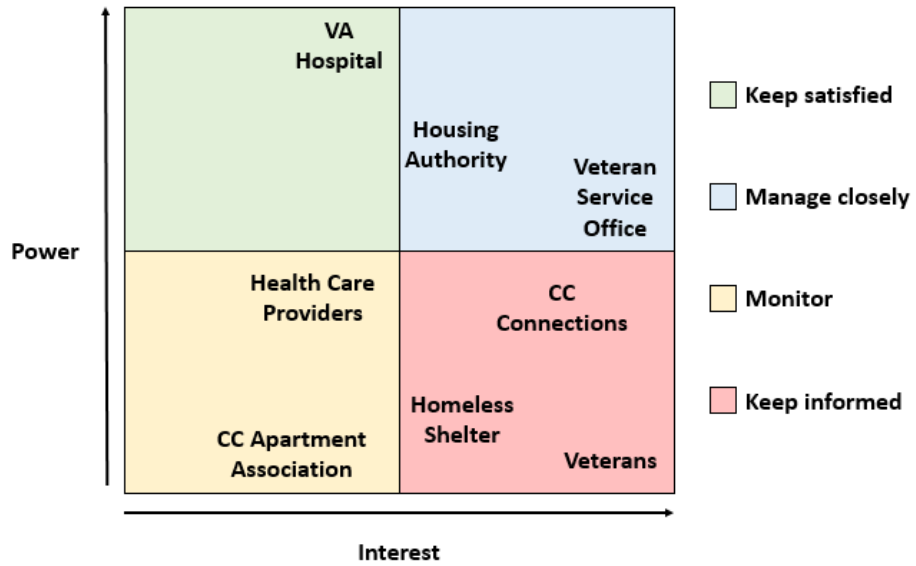 VA
Hospital
Housing
Authority
Veteran
Service
Office
Keep satisfied
Manage closely
Power
Health Care
Providers
CC
Connections
Monitor
Homeless
Shelter
CC Apartment
Association
Veterans
Keep informed
Interest